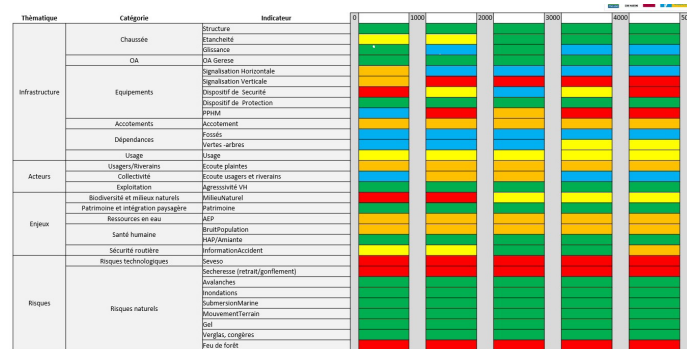 Thèmatique Catégorie Indicateur 0 1000 2000 3000 4000
Infrastructure Chaussée Structure
Etancheité
Glissance
OA OA Gerese
Equipements Signalisation Horizontale
Signalisation Verticale
Dispositif de Securité
Dispositif de Protection
PPHM
Accotements Accotement
Dépendances Fossés
Vertes -arbres
Usage Usage
Acteurs Usagers/Riverains Ecoute plaintes
Collectivité Ecoute usagers et riverains
Exploitation Agresssivité VH
Enjeux Biodiversité et milieux naturels MilieuNaturel
Patrimoine et intégration paysagère Patrimoine
Ressources en eau AEP
Santé humaine BruitPopulation
HAP/Amiante
Sécurité routière InformationAccident
Risques Risques technologiques Seveso
Risques naturels Secheresse (retrait/gonflement)
Avalanches
Inondations
SubmersionMarine
MouvementTerrain
Gel
Verglas, congères
Feu de forêt